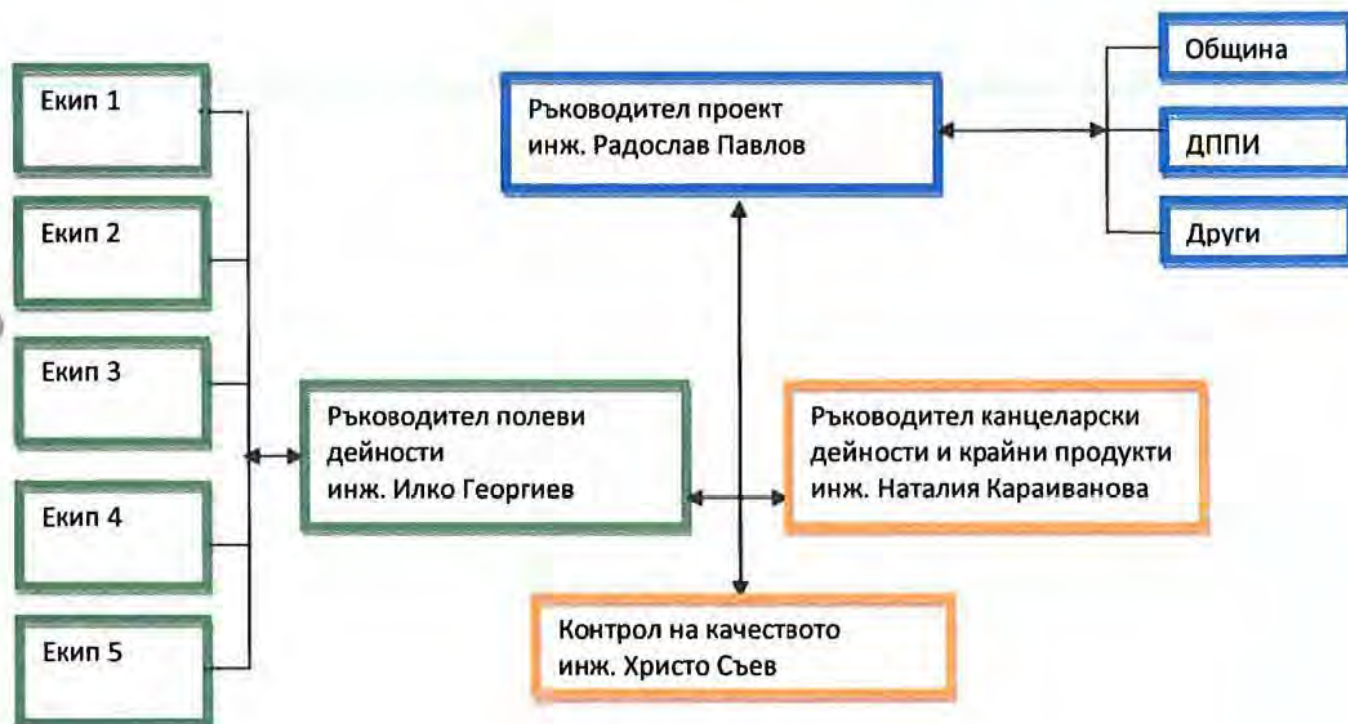 Екип 1
Екип 2
Екип 3
Екип 4
Екип 5
Ръководител проект
инж. Радослав Павлов
Община
ДППИ
Други
Ръководител полеви
дейности
инж. Илко Георгиев
Ръководител канцеларски
дейности и крайни продукти
инж. Наталия Караиванова
Контрол на качеството
инж. Христо Съев